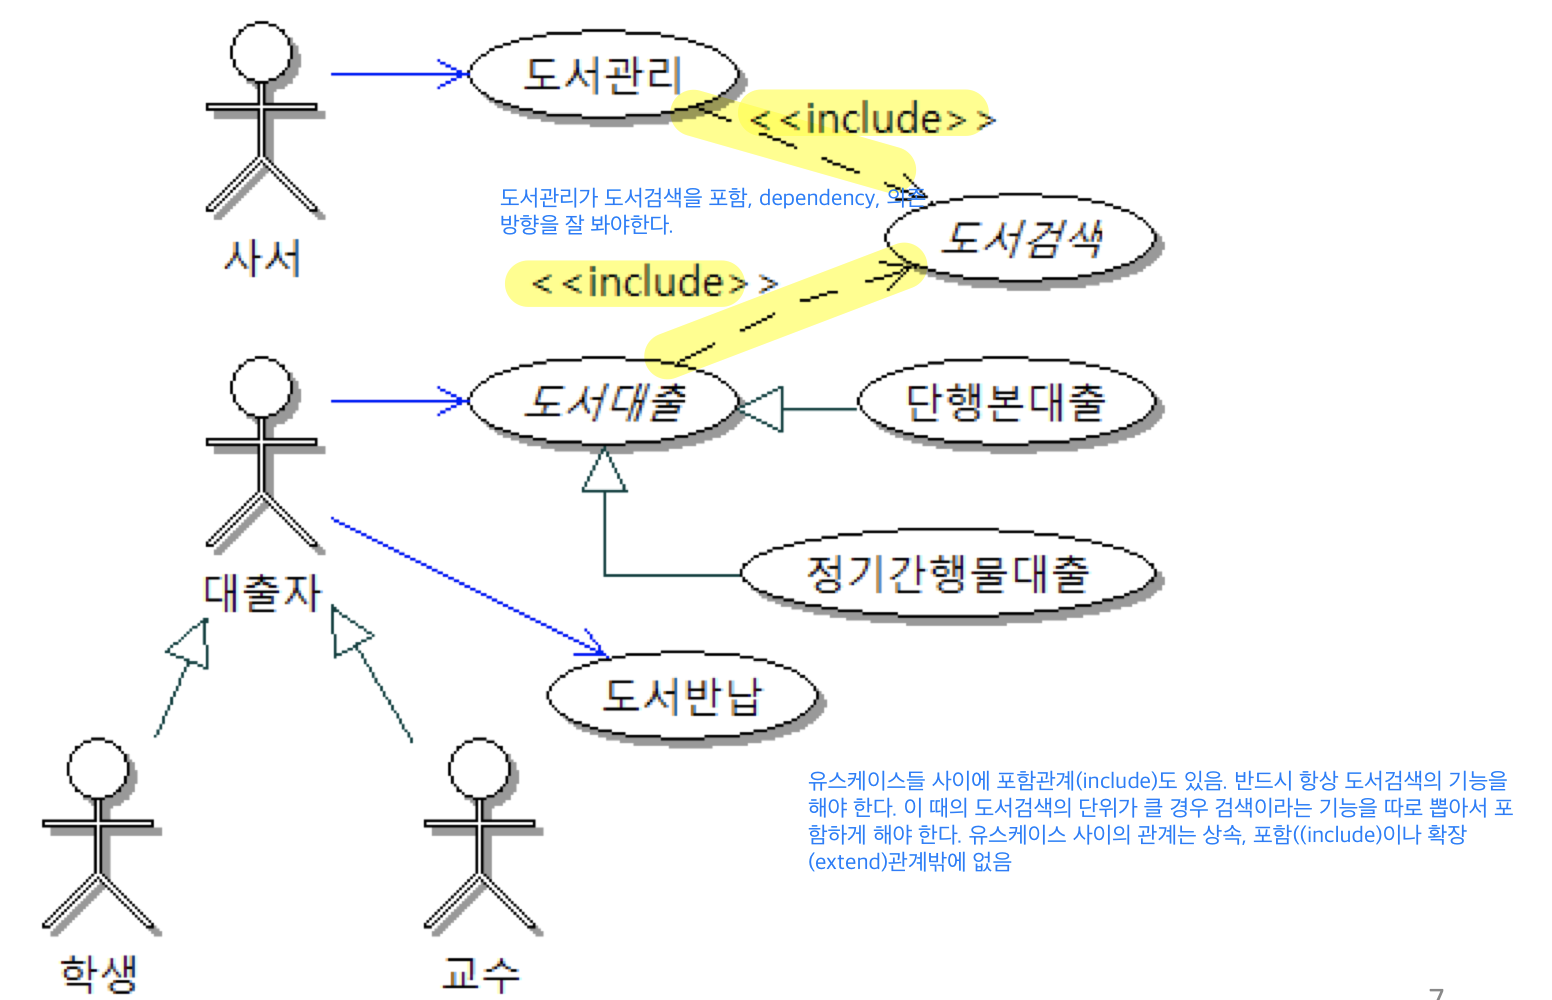 도서관리
<<include>>
도서관리가 도서검색을 포함, dependency, 의존
방향을 잘 봐야한다.
도서검색
사서
<<include>>
도서대출
단행본대출
정기간행물대출
대출자
도서반납
유스케이스들 사이에 포함관계(include)도 있음. 반드시 항상 도서검색의 기능을
해야 한다. 이 때의 도서검색의 단위가 클 경우 검색이라는 기능을 따로 뽑아서 포
함하게 해야 한다. 유스케이스 사이의 관계는 상속, 포함((include)이나 확장
(extend)관계밖에 없음
학생
교수
7